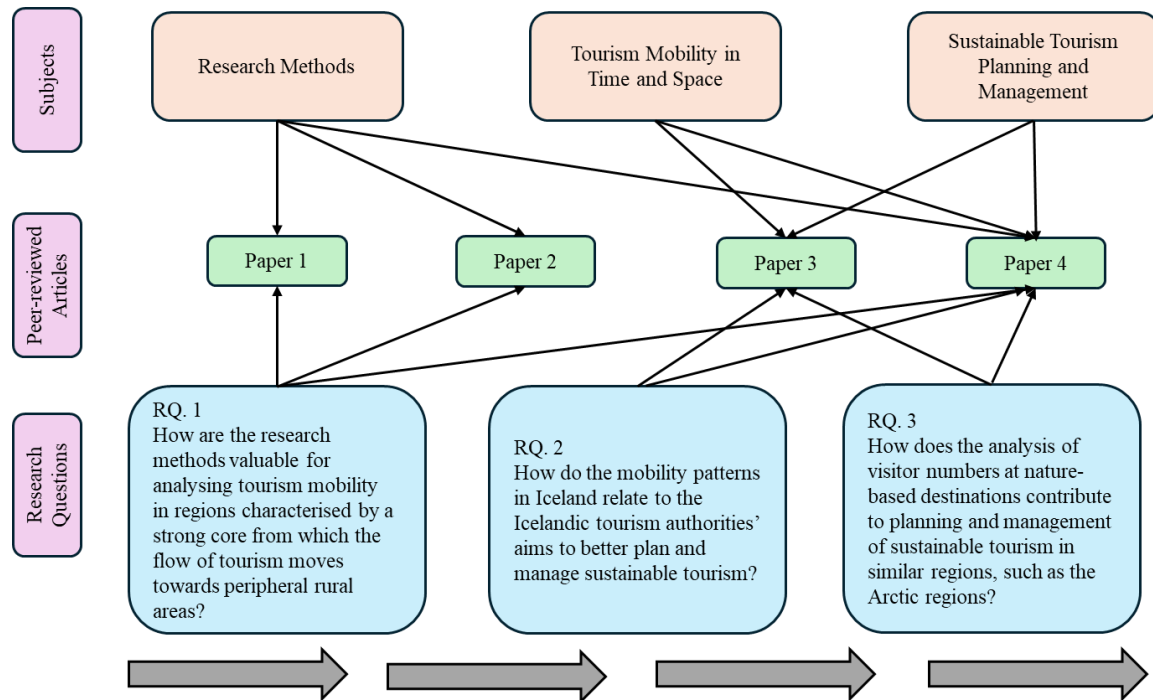 Subjects
Research Methods
Tourism Mobility in
Time and Space
Sustainable Tourism
Planning and
Management
Peer-reviewed
Articles
Paper 1
Paper 2
Paper 3
Paper 4
Research
Questions
RQ. 1
How are the research
methods valuable for
analysing tourism mobility
in regions characterised by a
strong core from which the
flow of tourism moves
towards peripheral rural
areas?
RQ. 2
How do the mobility patterns
in Iceland relate to the
Icelandic tourism authorities’
aims to better plan and
manage sustainable tourism?
RQ. 3
How does the analysis of
visitor numbers at nature-
based destinations contribute
to planning and management
of sustainable tourism in
similar regions, such as the
Arctic regions?